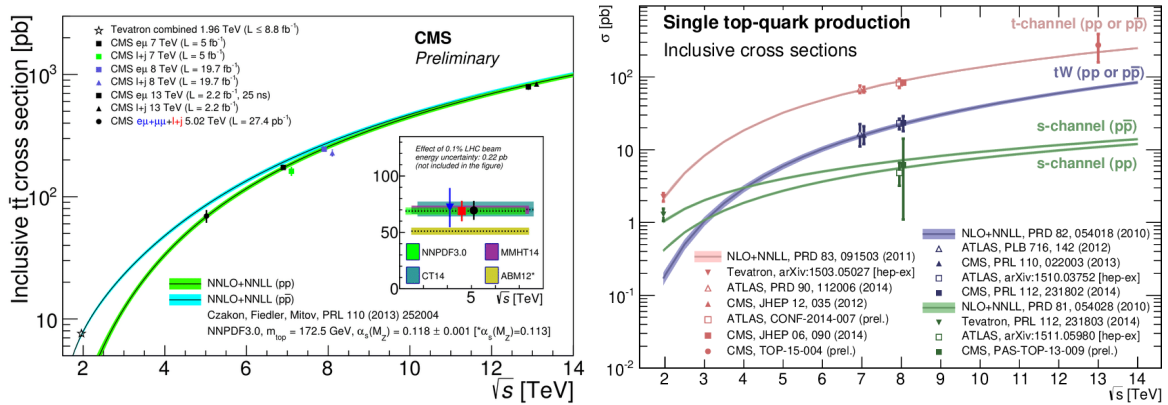 Inclusive tt̄ cross section [pb]
10³
10²
10
Tevatron combined 1.96 TeV (L ≤ 8.8 fb⁻¹)
CMS eμ 7 TeV (L = 5 fb⁻¹)
CMS l+j 7 TeV (L = 5 fb⁻¹)
CMS eμ 8 TeV (L = 19.7 fb⁻¹)
CMS l+j 8 TeV (L = 19.7 fb⁻¹)
CMS eμ 13 TeV (L = 2.2 fb⁻¹, 25 ns)
CMS l+j 13 TeV (L = 2.2 fb⁻¹)
CMS eμ+μμ+l+j 5.02 TeV (L = 27.4 pb⁻¹)
CMS
Preliminary
Effect of 0.1% LHC beam
energy uncertainty: 0.22 pb
(not included in the figure)
100
50
0
NNPDF3.0
MMHT14
CT14
ABM12*
5
√s [TeV]
NNLO+NNLL (pp)
NNLO+NNLL (pp̄)
Czakon, Fiedler, Mitov, PRL 110 (2013) 252004
NNPDF3.0, m_top = 172.5 GeV, α_s(M_Z) = 0.118 ± 0.001 [*α_s(M_Z)=0.113]
2 4 6 8 10 12 14
√s [TeV]
σ [pb]
10²
10
1
10⁻¹
10⁻²
Single top-quark production
Inclusive cross sections
t-channel (pp or pp̄)
tW (pp or pp̄)
s-channel (pp̄)
s-channel (pp)
NLO+NNLL, PRD 83, 091503 (2011)
Tevatron, arXiv:1503.05027 [hep-ex]
ATLAS, PRD 90, 112006 (2014)
CMS, JHEP 12, 035 (2012)
ATLAS, CONF-2014-007 (prel.)
CMS, JHEP 06, 090 (2014)
CMS, TOP-15-004 (prel.)
NLO+NNLL, PRD 82, 054018 (2010)
ATLAS, PLB 716, 142 (2012)
CMS, PRL 110, 022003 (2013)
ATLAS, arXiv:1510.03752 [hep-ex]
CMS, PRL 112, 231802 (2014)
NLO+NNLL, PRD 81, 054028 (2010)
Tevatron, PRL 112, 231803 (2014)
ATLAS, arXiv:1511.05980 [hep-ex]
CMS, PAS-TOP-13-009 (prel.)
2 3 4 5 6 7 8 9 10 11 12 13 14
√s [TeV]